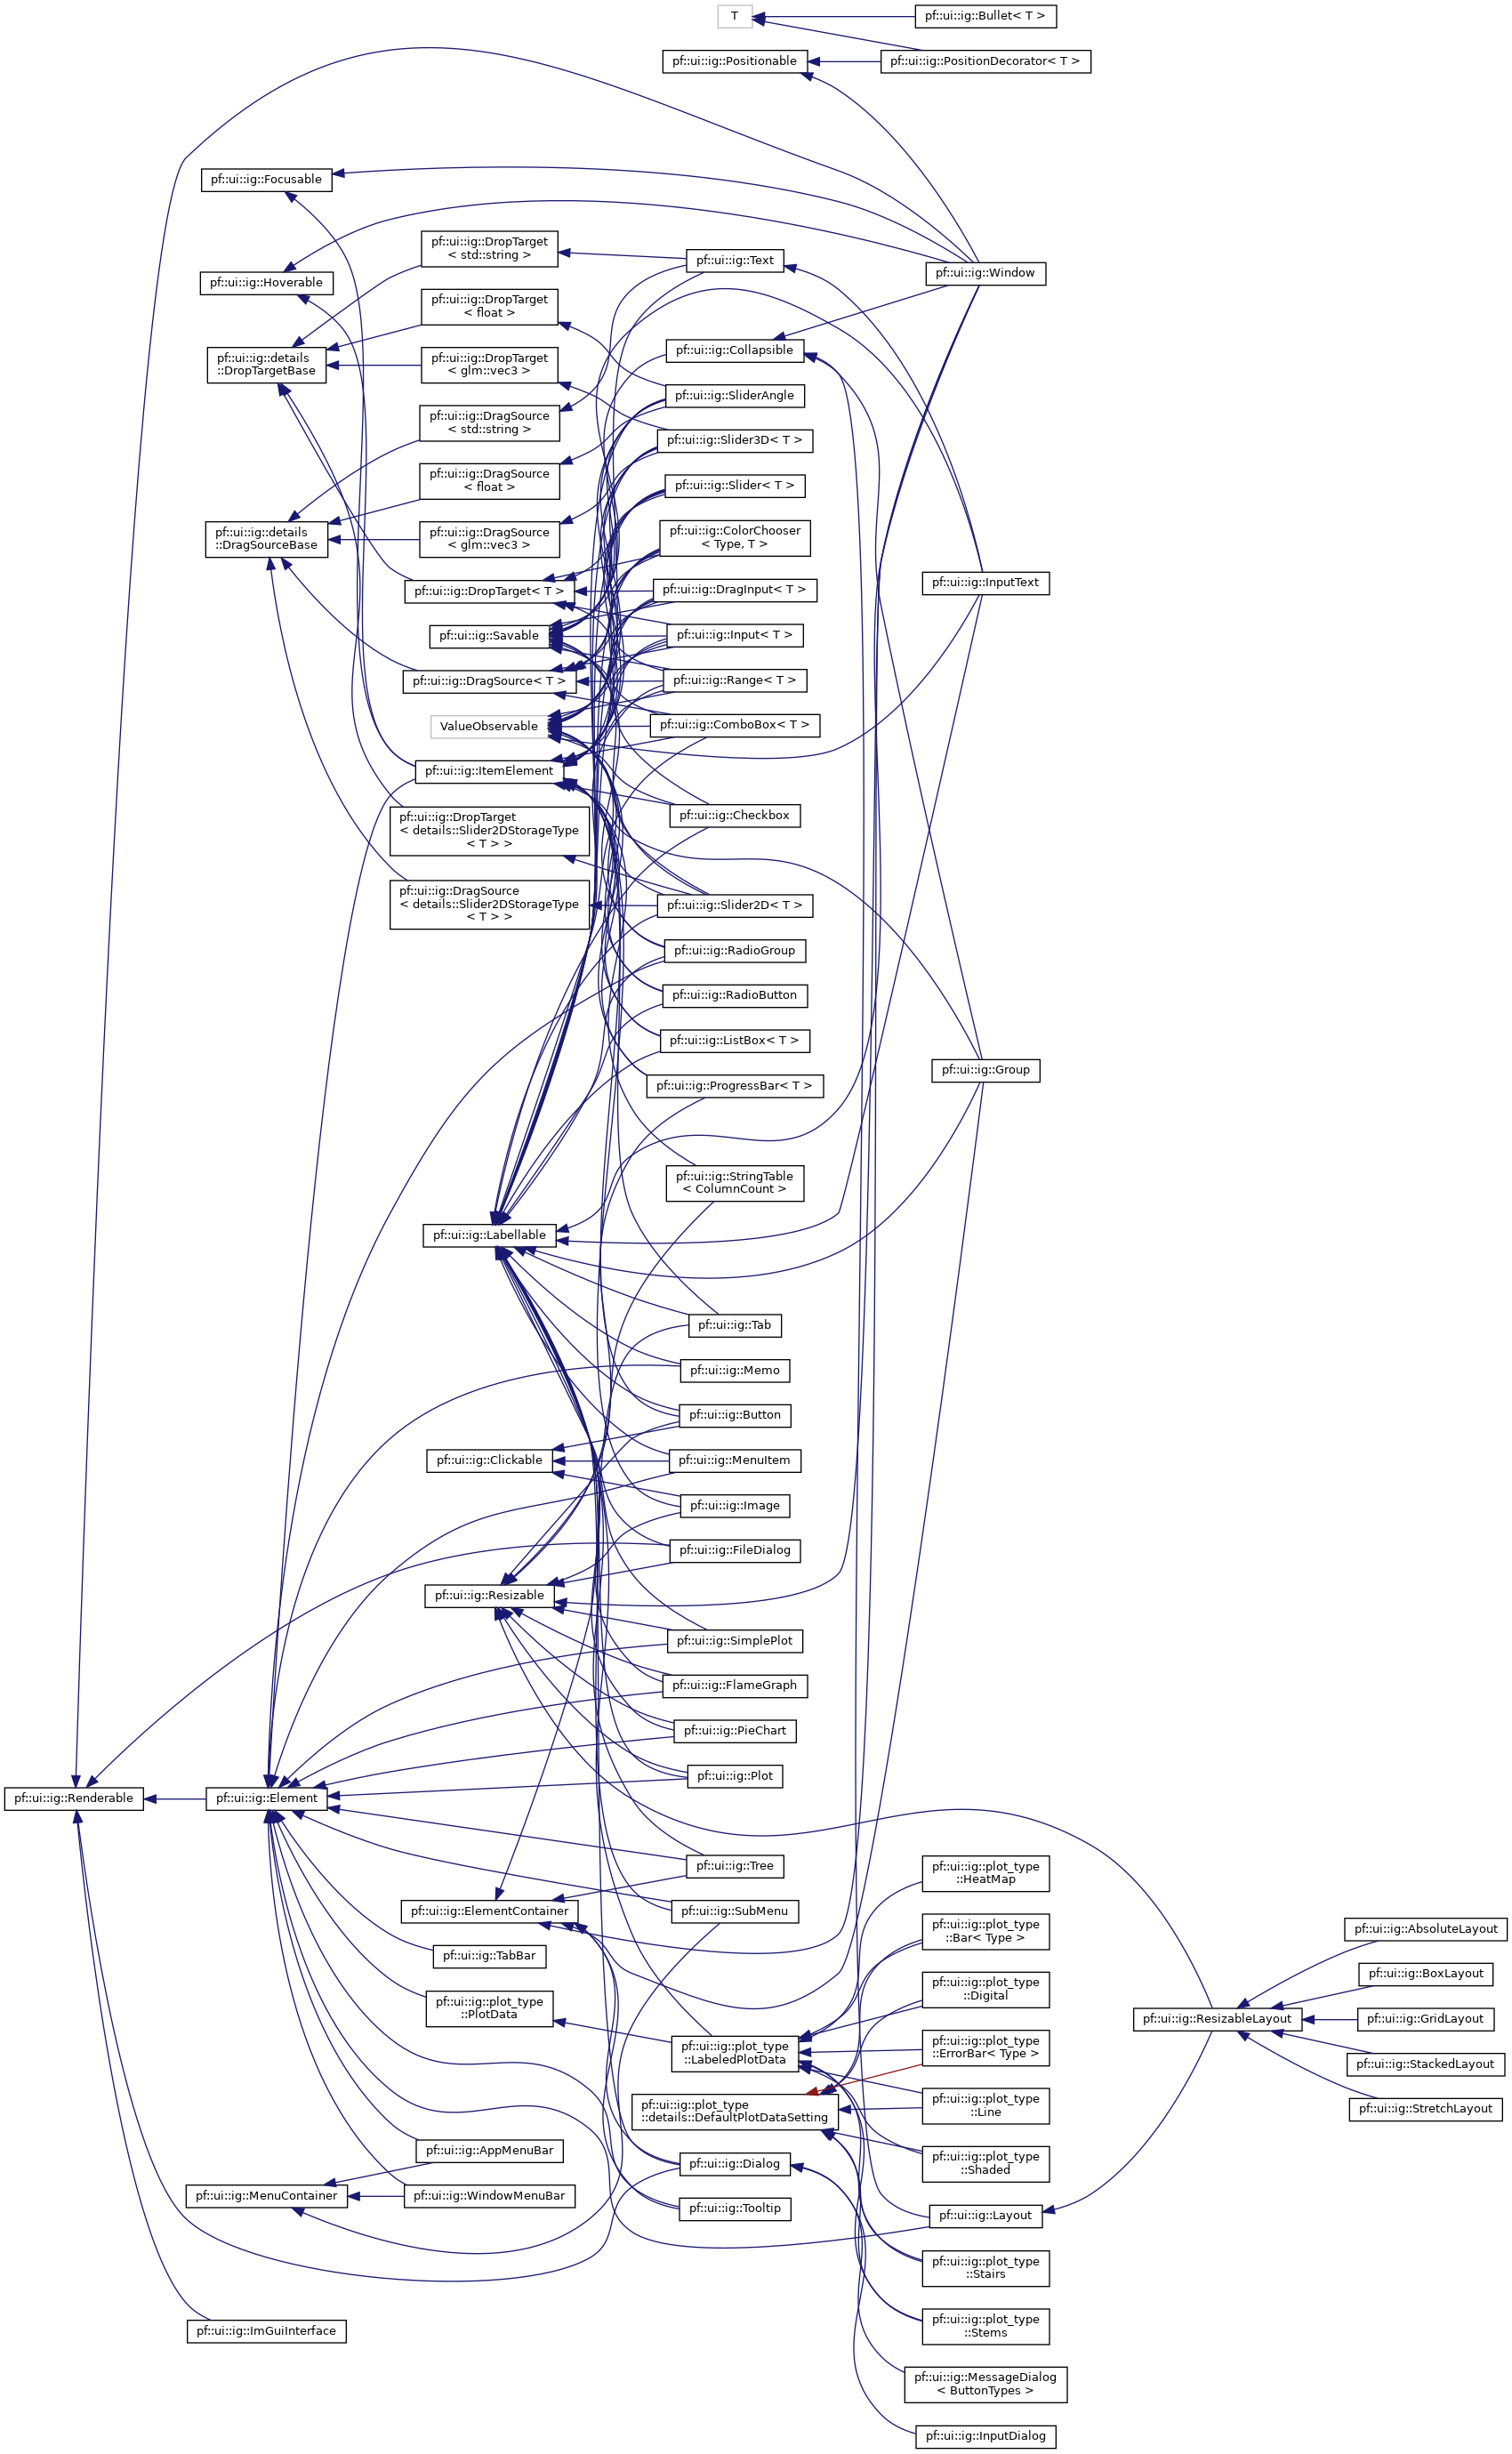 T
pf::ui::ig::Bullet< T >
pf::ui::ig::Positionable
pf::ui::ig::PositionDecorator< T >
pf::ui::ig::Focusable
pf::ui::ig::DropTarget
< std::string >
pf::ui::ig::Text
pf::ui::ig::Window
pf::ui::ig::Hoverable
pf::ui::ig::DropTarget
< float >
pf::ui::ig::Collapsible
pf::ui::ig::details
::DropTargetBase
pf::ui::ig::DropTarget
< glm::vec3 >
pf::ui::ig::SliderAngle
pf::ui::ig::DragSource
< std::string >
pf::ui::ig::Slider3D< T >
pf::ui::ig::DragSource
< float >
pf::ui::ig::Slider< T >
pf::ui::ig::details
::DragSourceBase
pf::ui::ig::DragSource
< glm::vec3 >
pf::ui::ig::ColorChooser
< Type, T >
pf::ui::ig::InputText
pf::ui::ig::DropTarget< T >
pf::ui::ig::DragInput< T >
pf::ui::ig::Savable
pf::ui::ig::Input< T >
pf::ui::ig::DragSource< T >
pf::ui::ig::Range< T >
ValueObservable
pf::ui::ig::ComboBox< T >
pf::ui::ig::ItemElement
pf::ui::ig::Checkbox
pf::ui::ig::DropTarget
< details::Slider2DStorageType
< T > >
pf::ui::ig::DragSource
< details::Slider2DStorageType
< T > >
pf::ui::ig::Slider2D< T >
pf::ui::ig::RadioGroup
pf::ui::ig::RadioButton
pf::ui::ig::ListBox< T >
pf::ui::ig::Group
pf::ui::ig::ProgressBar< T >
pf::ui::ig::StringTable
< ColumnCount >
pf::ui::ig::Labellable
pf::ui::ig::Tab
pf::ui::ig::Memo
pf::ui::ig::Button
pf::ui::ig::Clickable
pf::ui::ig::MenuItem
pf::ui::ig::Image
pf::ui::ig::FileDialog
pf::ui::ig::Resizable
pf::ui::ig::SimplePlot
pf::ui::ig::FlameGraph
pf::ui::ig::PieChart
pf::ui::ig::Plot
pf::ui::ig::Renderable
pf::ui::ig::Element
pf::ui::ig::Tree
pf::ui::ig::plot_type
::HeatMap
pf::ui::ig::ElementContainer
pf::ui::ig::SubMenu
pf::ui::ig::plot_type
::Bar< Type >
pf::ui::ig::AbsoluteLayout
pf::ui::ig::TabBar
pf::ui::ig::BoxLayout
pf::ui::ig::plot_type
::PlotData
pf::ui::ig::plot_type
::Digital
pf::ui::ig::ResizableLayout
pf::ui::ig::GridLayout
pf::ui::ig::plot_type
::LabeledPlotData
pf::ui::ig::plot_type
::ErrorBar< Type >
pf::ui::ig::StackedLayout
pf::ui::ig::plot_type
::details::DefaultPlotDataSetting
pf::ui::ig::plot_type
::Line
pf::ui::ig::StretchLayout
pf::ui::ig::AppMenuBar
pf::ui::ig::Dialog
pf::ui::ig::plot_type
::Shaded
pf::ui::ig::MenuContainer
pf::ui::ig::WindowMenuBar
pf::ui::ig::Tooltip
pf::ui::ig::Layout
pf::ui::ig::plot_type
::Stairs
pf::ui::ig::ImGuiInterface
pf::ui::ig::plot_type
::Stems
pf::ui::ig::MessageDialog
< ButtonTypes >
pf::ui::ig::InputDialog